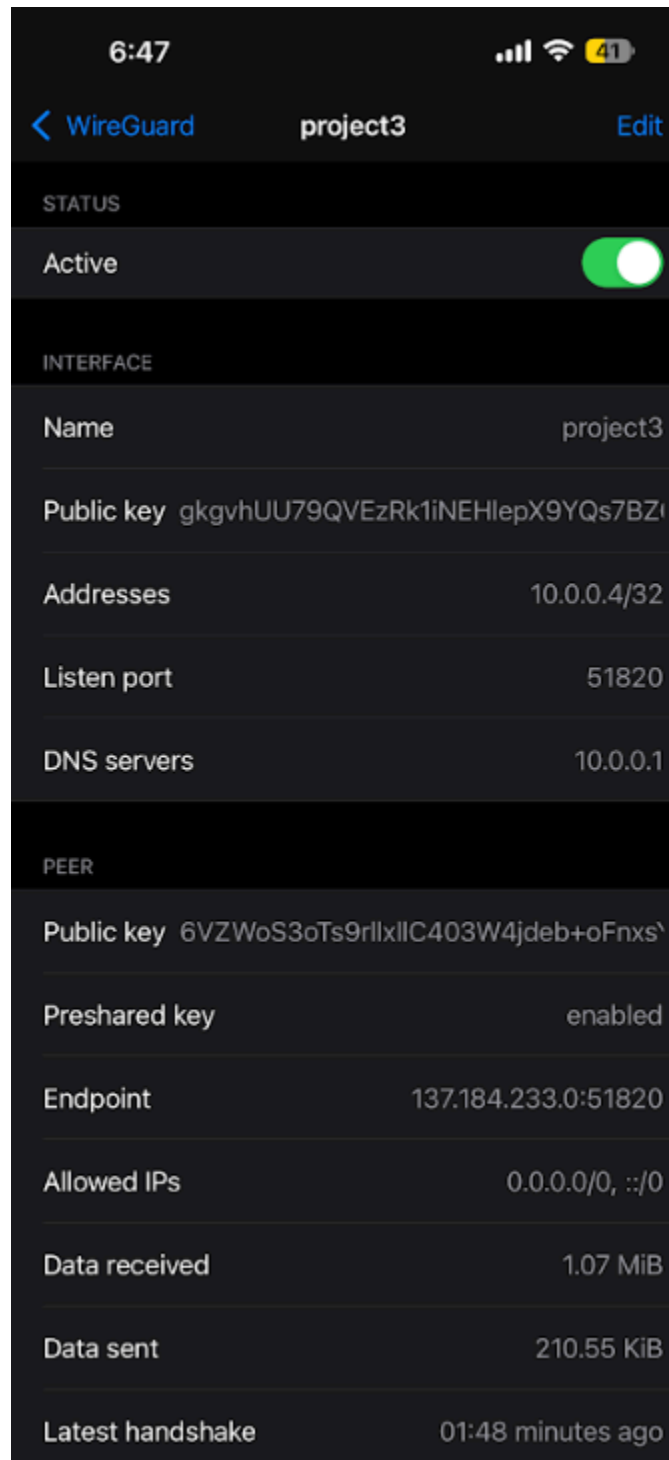 6:47
41
WireGuard project3 Edit
STATUS
Active
INTERFACE
Name project3
Public key gkgvhUU79QVEzRk1iNEHlepX9YQs7BZ
Addresses 10.0.0.4/32
Listen port 51820
DNS servers 10.0.0.1
PEER
Public key 6VZWoS3oTs9rllxllC403W4jdeb+oFnxs
Preshared key enabled
Endpoint 137.184.233.0:51820
Allowed IPs 0.0.0.0/0, ::/0
Data received 1.07 MiB
Data sent 210.55 KiB
Latest handshake 01:48 minutes ago